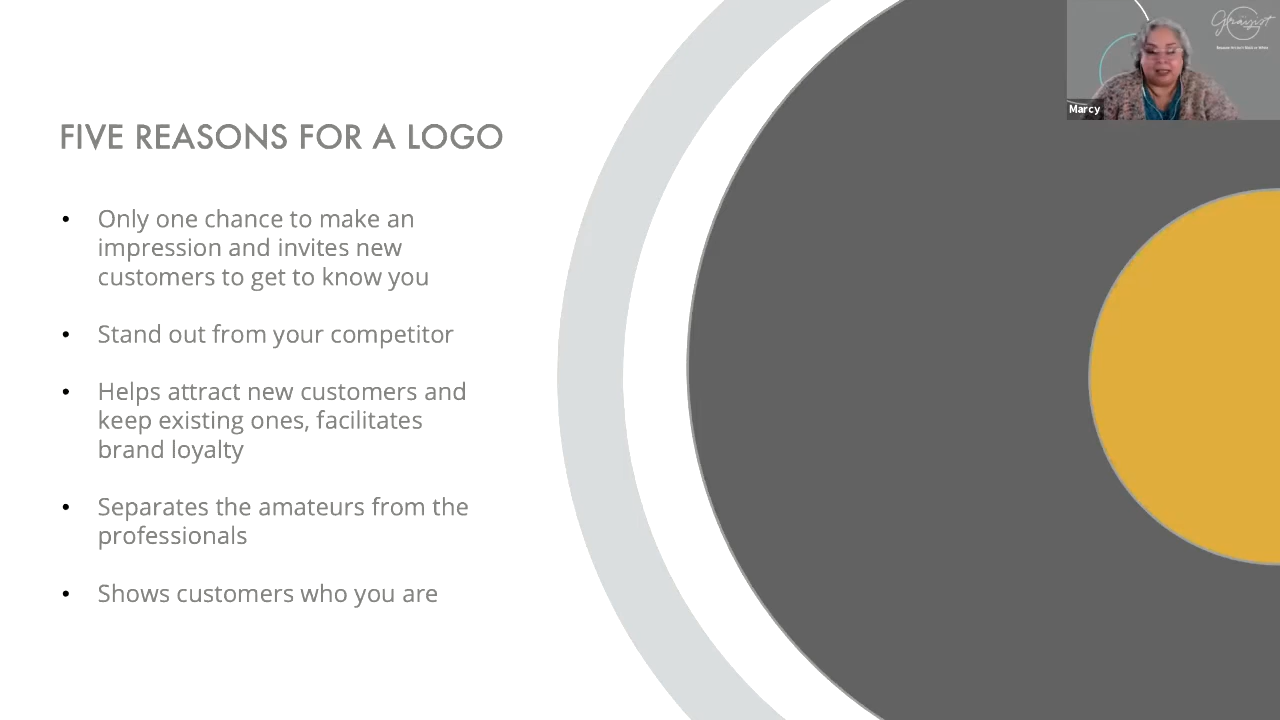 FIVE REASONS FOR A LOGO
Only one chance to make an
impression and invites new
customers to get to know you
Stand out from your competitor
Helps attract new customers and
keep existing ones, facilitates
brand loyalty
Separates the amateurs from the
professionals
Shows customers who you are
Marcy